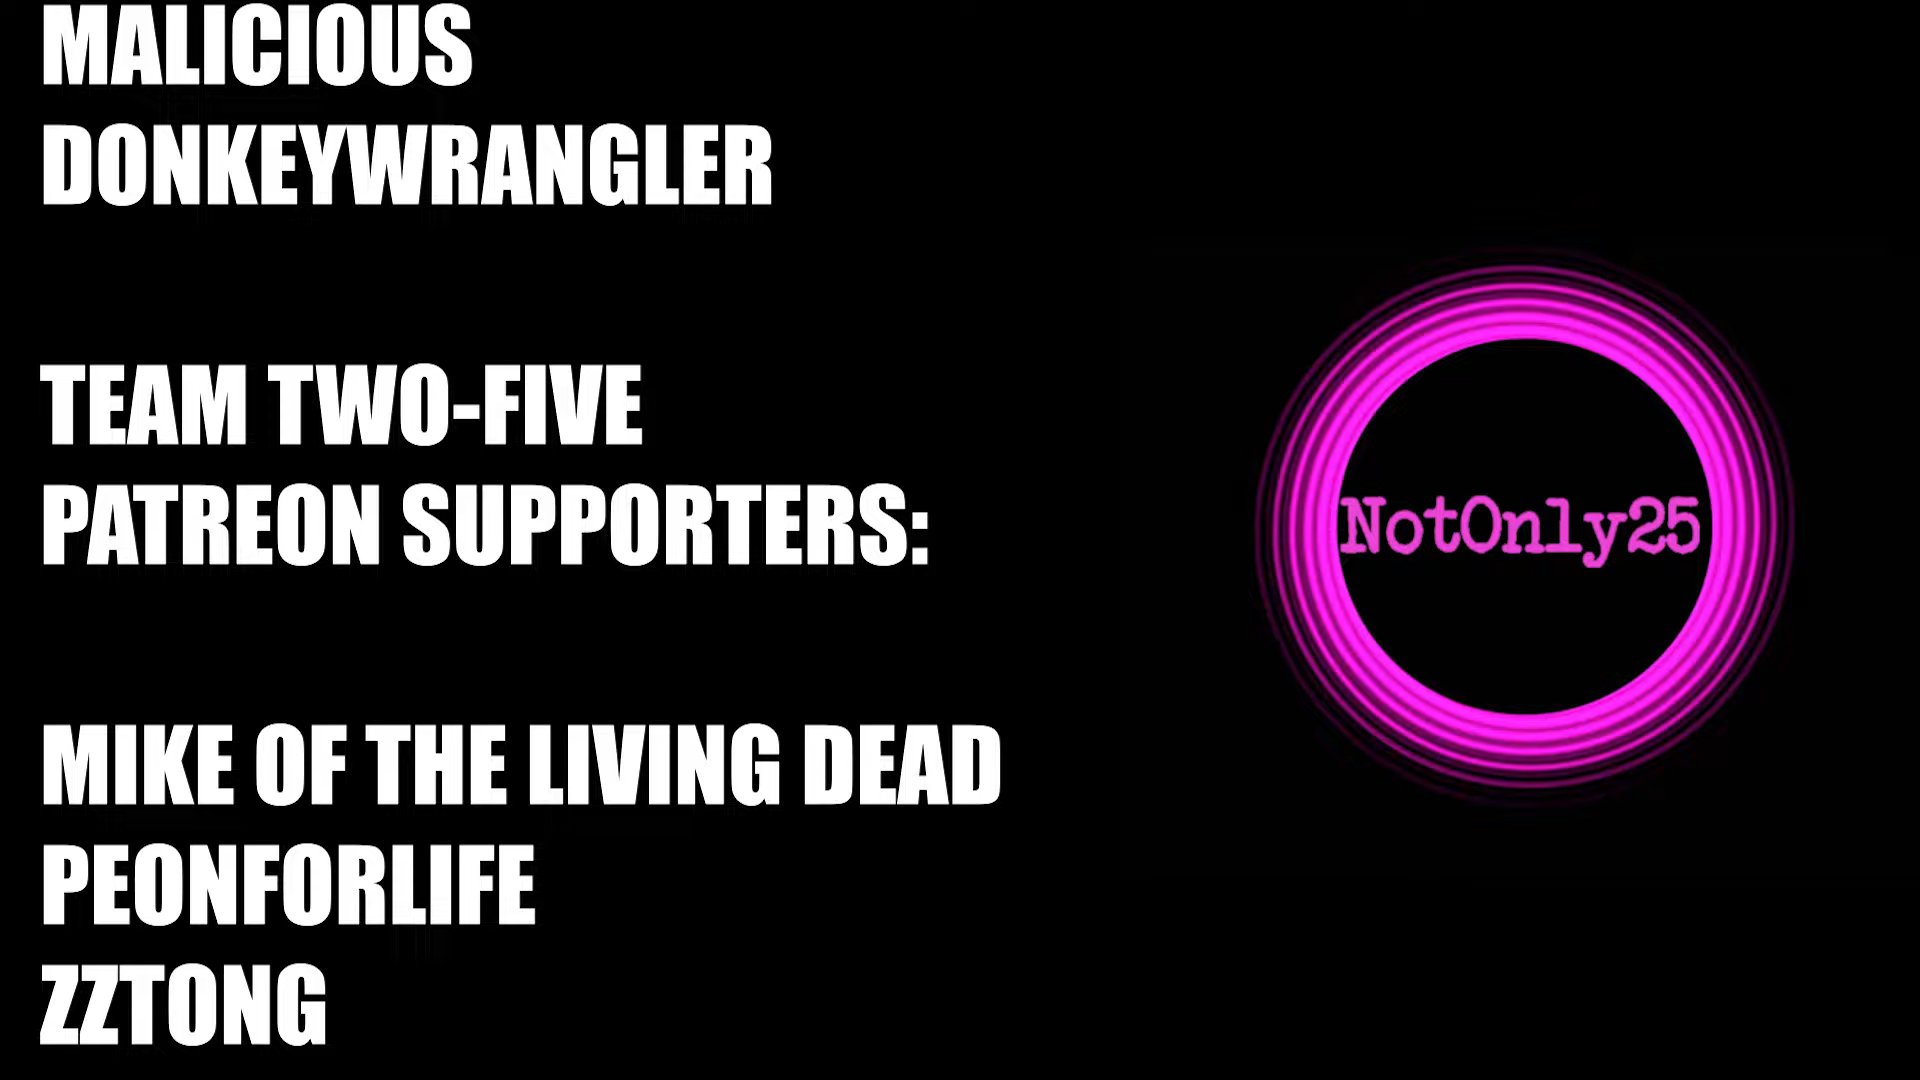 MALICIOUS
DONKEYWRANGLER
TEAM TWO-FIVE
PATREON SUPPORTERS:
MIKE OF THE LIVING DEAD
PEONFORLIFE
ZZTONG
NotOnly25